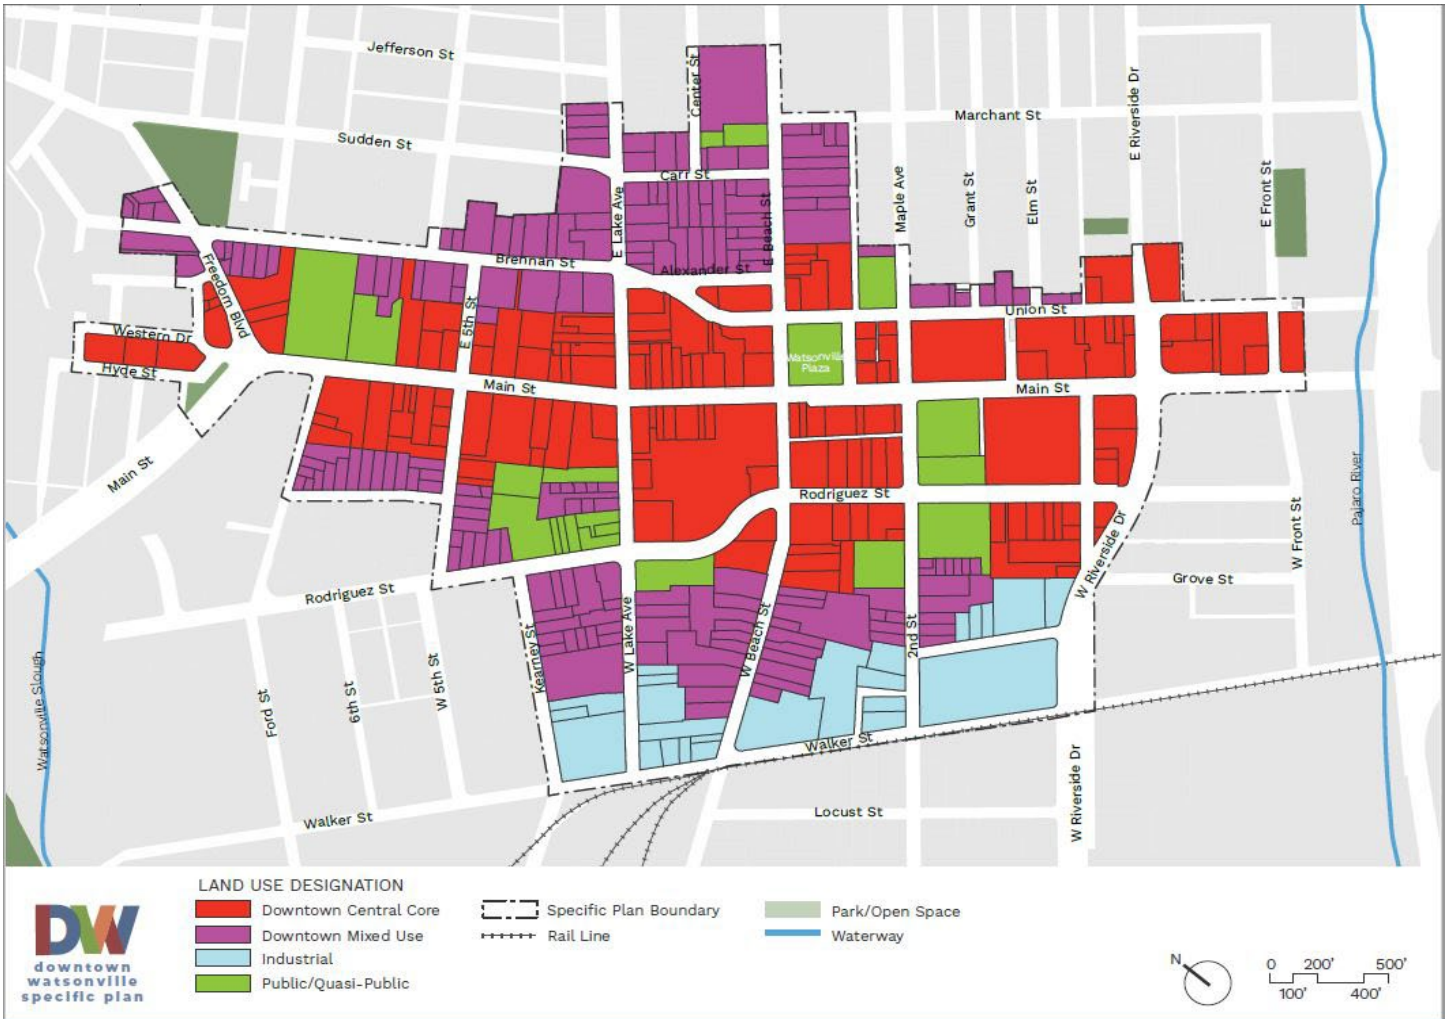 Jefferson St
Center St
Marchant St
E Riverside Dr
Sudden St
Carr St
Maple Ave
Grant St
Elm St
E Front St
E Lake Ave
E Beach St
Brennan St
Alexander St
Freedom Blvd
E 5th St
Union St
Western Dr
Hyde St
Watsonville
Plaza
Main St
Main St
Main St
Rodriguez St
Pajaro River
W Front St
W Riverside Dr
Grove St
Rodriguez St
Kearney St
W Lake Ave
W Beach St
2nd St
Watsonville Slough
Ford St
6th St
W 5th St
Walker St
W Riverside Dr
Walker St
Locust St
LAND USE DESIGNATION
Downtown Central Core
Downtown Mixed Use
Industrial
Public/Quasi-Public
Specific Plan Boundary
Rail Line
Park/Open Space
Waterway
DW
downtown
watsonville
specific plan
N
0 200' 500'
100' 400'